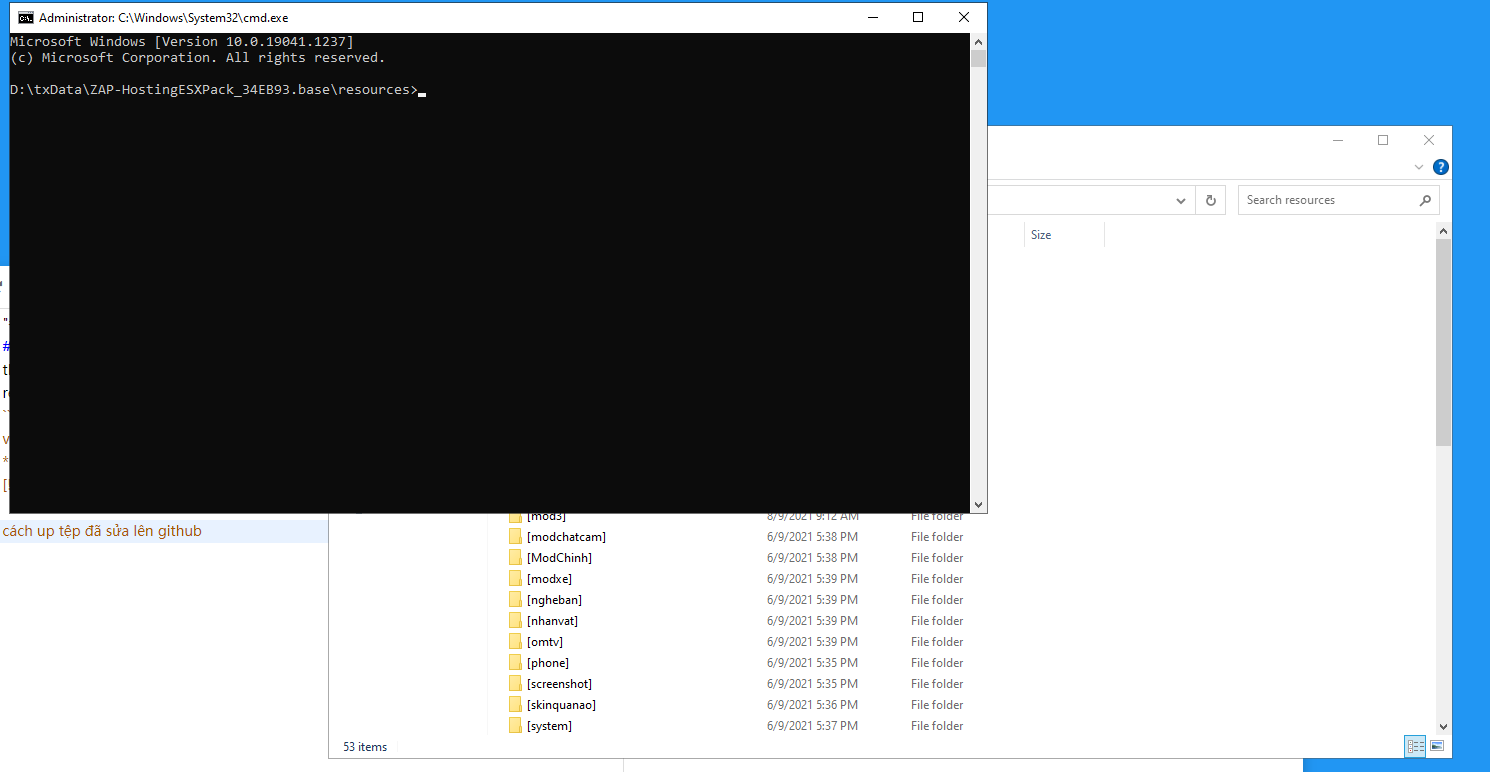 Administrator: C:\Windows\System32\cmd.exe
Microsoft Windows [Version 10.0.19041.1237]
(c) Microsoft Corporation. All rights reserved.
D:\txData\ZAP-HostingESXPack_34EB93.base\resources>
?
Search resources
Size
cách up tệp đã sửa lên github
[mod3] 8/9/2021 9:12 AM File folder
[modchatcam] 6/9/2021 5:38 PM File folder
[ModChinh] 6/9/2021 5:38 PM File folder
[modxe] 6/9/2021 5:39 PM File folder
[ngheban] 6/9/2021 5:39 PM File folder
[nhanvat] 6/9/2021 5:39 PM File folder
[omtv] 6/9/2021 5:39 PM File folder
[phone] 6/9/2021 5:35 PM File folder
[screenshot] 6/9/2021 5:35 PM File folder
[skinquanao] 6/9/2021 5:36 PM File folder
[system] 6/9/2021 5:37 PM File folder
53 items